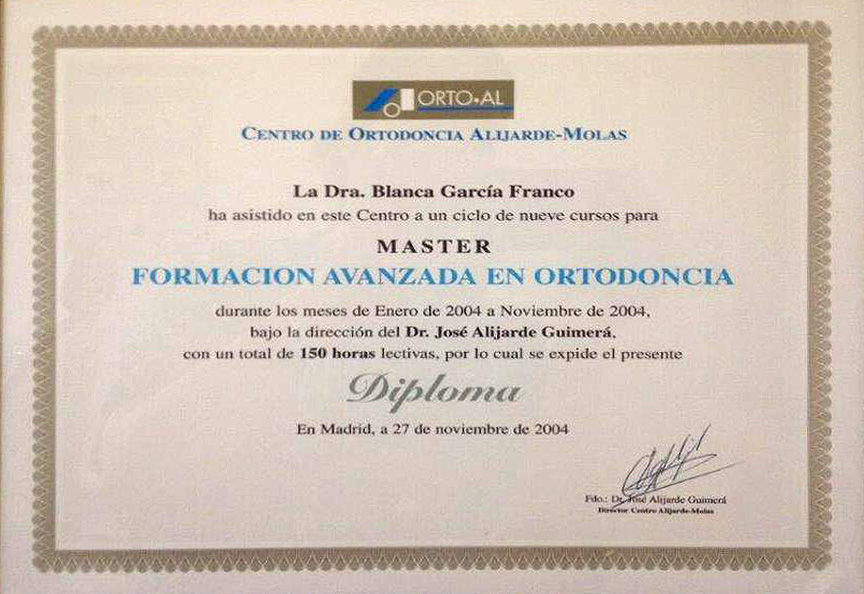 ORTO·AL
CENTRO DE ORTODONCIA ALIJARDE-MOLAS
La Dra. Blanca García Franco
ha asistido en este Centro a un ciclo de nueve cursos para
MASTER
FORMACION AVANZADA EN ORTODONCIA
durante los meses de Enero de 2004 a Noviembre de 2004,
bajo la dirección del Dr. José Alijarde Guimerá,
con un total de 150 horas lectivas, por lo cual se expide el presente
Diploma
En Madrid, a 27 de noviembre de 2004
Fdo.: Dr. José Alijarde Guimerá
Director Centro Alijarde-Molas